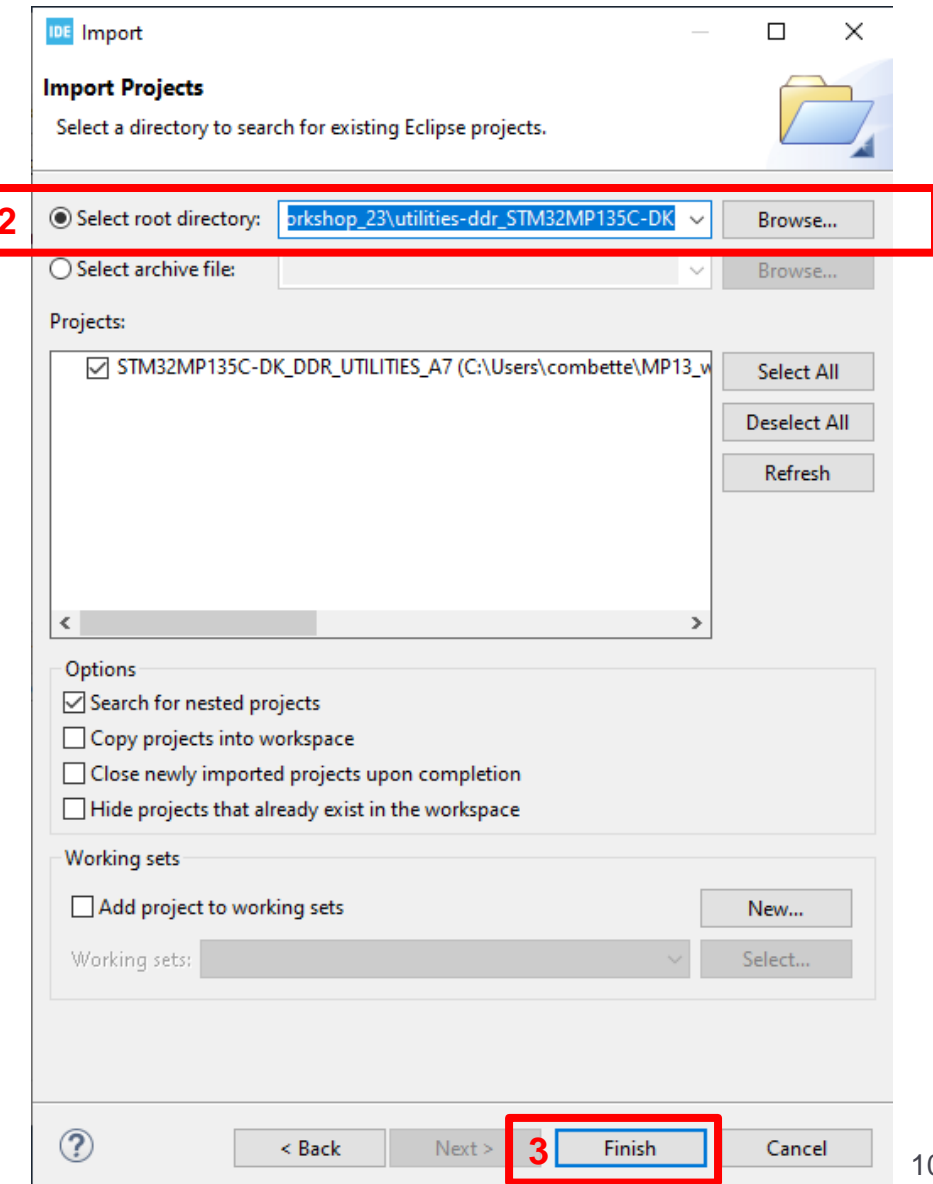 IDE Import
Import Projects
Select a directory to search for existing Eclipse projects.
2 Select root directory: orkshop_23\utilities-ddr_STM32MP135C-DK Browse...
Select archive file: Browse...
Projects:
STM32MP135C-DK_DDR_UTILITIES_A7 (C:\Users\combette\MP13_w
Select All
Deselect All
Refresh
Options
Search for nested projects
Copy projects into workspace
Close newly imported projects upon completion
Hide projects that already exist in the workspace
Working sets
Add project to working sets New...
Working sets: Select...
? < Back Next > 3 Finish Cancel
10